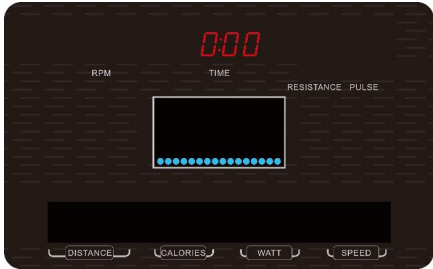 0:00
RPM TIME
RESISTANCE PULSE
DISTANCE CALORIES WATT SPEED